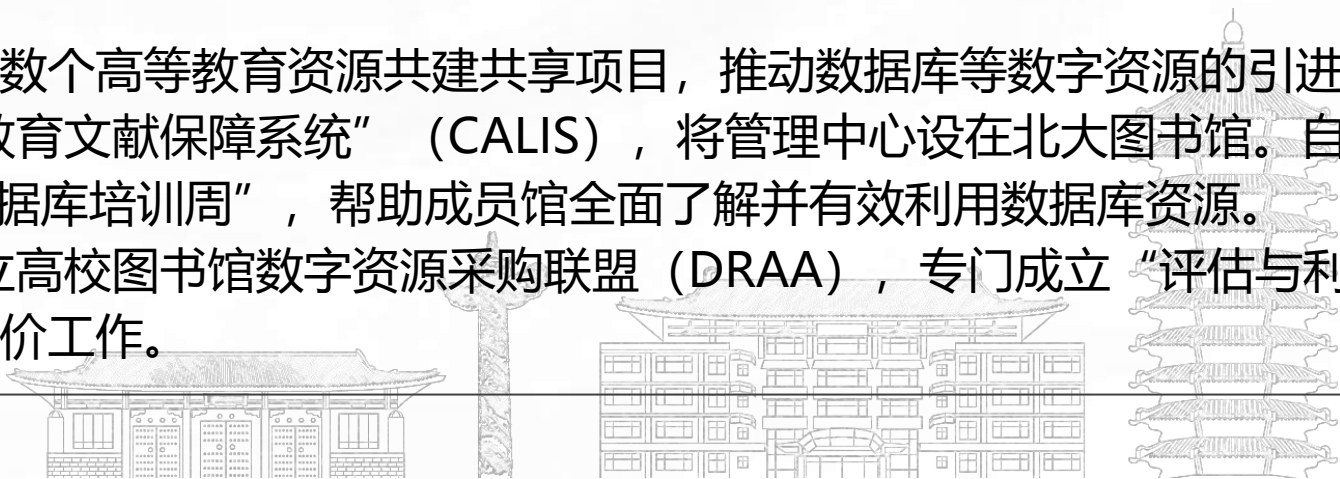 数个高等教育资源共建共享项目，推动数据库等数字资源的引进
教育文献保障系统”（CALIS），将管理中心设在北大图书馆。自
据库培训周”，帮助成员馆全面了解并有效利用数据库资源。
立高校图书馆数字资源采购联盟（DRAA），专门成立“评估与利
价工作。